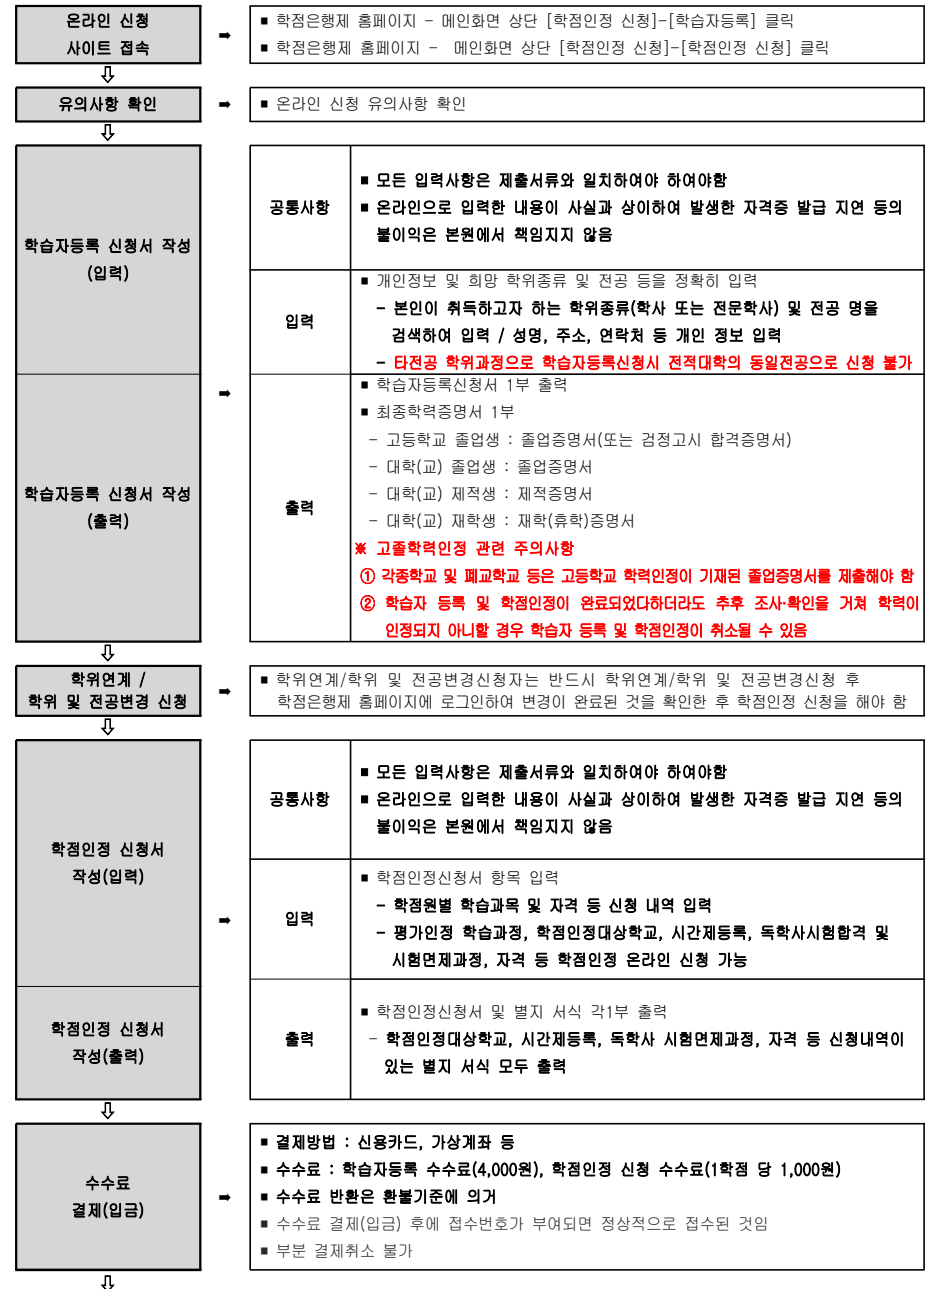 온라인 신청
사이트 접속
➡
■ 학점은행제 홈페이지 - 메인화면 상단 [학점인정 신청]-[학습자등록] 클릭
■ 학점은행제 홈페이지 - 메인화면 상단 [학점인정 신청]-[학점인정 신청] 클릭
⇩
유의사항 확인
➡
■ 온라인 신청 유의사항 확인
⇩
학습자등록 신청서 작성
(입력)
공통사항
■ 모든 입력사항은 제출서류와 일치하여야 하여야함
■ 온라인으로 입력한 내용이 사실과 상이하여 발생한 자격증 발급 지연 등의
불이익은 본원에서 책임지지 않음
입력
■ 개인정보 및 희망 학위종류 및 전공 등을 정확히 입력
- 본인이 취득하고자 하는 학위종류(학사 또는 전문학사) 및 전공 명을
검색하여 입력 / 성명, 주소, 연락처 등 개인 정보 입력
- 타전공 학위과정으로 학습자등록신청시 전적대학의 동일전공으로 신청 불가
➡
학습자등록 신청서 작성
(출력)
출력
■ 학습자등록신청서 1부 출력
■ 최종학력증명서 1부
- 고등학교 졸업생 : 졸업증명서(또는 검정고시 합격증명서)
- 대학(교) 졸업생 : 졸업증명서
- 대학(교) 제적생 : 제적증명서
- 대학(교) 재학생 : 재학(휴학)증명서
※ 고졸학력인정 관련 주의사항
① 각종학교 및 폐교학교 등은 고등학교 학력인정이 기재된 졸업증명서를 제출해야 함
② 학습자 등록 및 학점인정이 완료되었다하더라도 추후 조사·확인을 거쳐 학력이
인정되지 아니할 경우 학습자 등록 및 학점인정이 취소될 수 있음
⇩
학위연계 /
학위 및 전공변경 신청
➡
■ 학위연계/학위 및 전공변경신청자는 반드시 학위연계/학위 및 전공변경신청 후
학점은행제 홈페이지에 로그인하여 변경이 완료된 것을 확인한 후 학점인정 신청을 해야 함
⇩
학점인정 신청서
작성(입력)
공통사항
■ 모든 입력사항은 제출서류와 일치하여야 하여야함
■ 온라인으로 입력한 내용이 사실과 상이하여 발생한 자격증 발급 지연 등의
불이익은 본원에서 책임지지 않음
➡
입력
■ 학점인정신청서 항목 입력
- 학점원별 학습과목 및 자격 등 신청 내역 입력
- 평가인정 학습과정, 학점인정대상학교, 시간제등록, 독학사시험합격 및
시험면제과정, 자격 등 학점인정 온라인 신청 가능
학점인정 신청서
작성(출력)
출력
■ 학점인정신청서 및 별지 서식 각1부 출력
- 학점인정대상학교, 시간제등록, 독학사 시험면제과정, 자격 등 신청내역이
있는 별지 서식 모두 출력
⇩
수수료
결제(입금)
➡
■ 결제방법 : 신용카드, 가상계좌 등
■ 수수료 : 학습자등록 수수료(4,000원), 학점인정 신청 수수료(1학점 당 1,000원)
■ 수수료 반환은 환불기준에 의거
■ 수수료 결제(입금) 후에 접수번호가 부여되면 정상적으로 접수된 것임
■ 부분 결제취소 불가
⇩